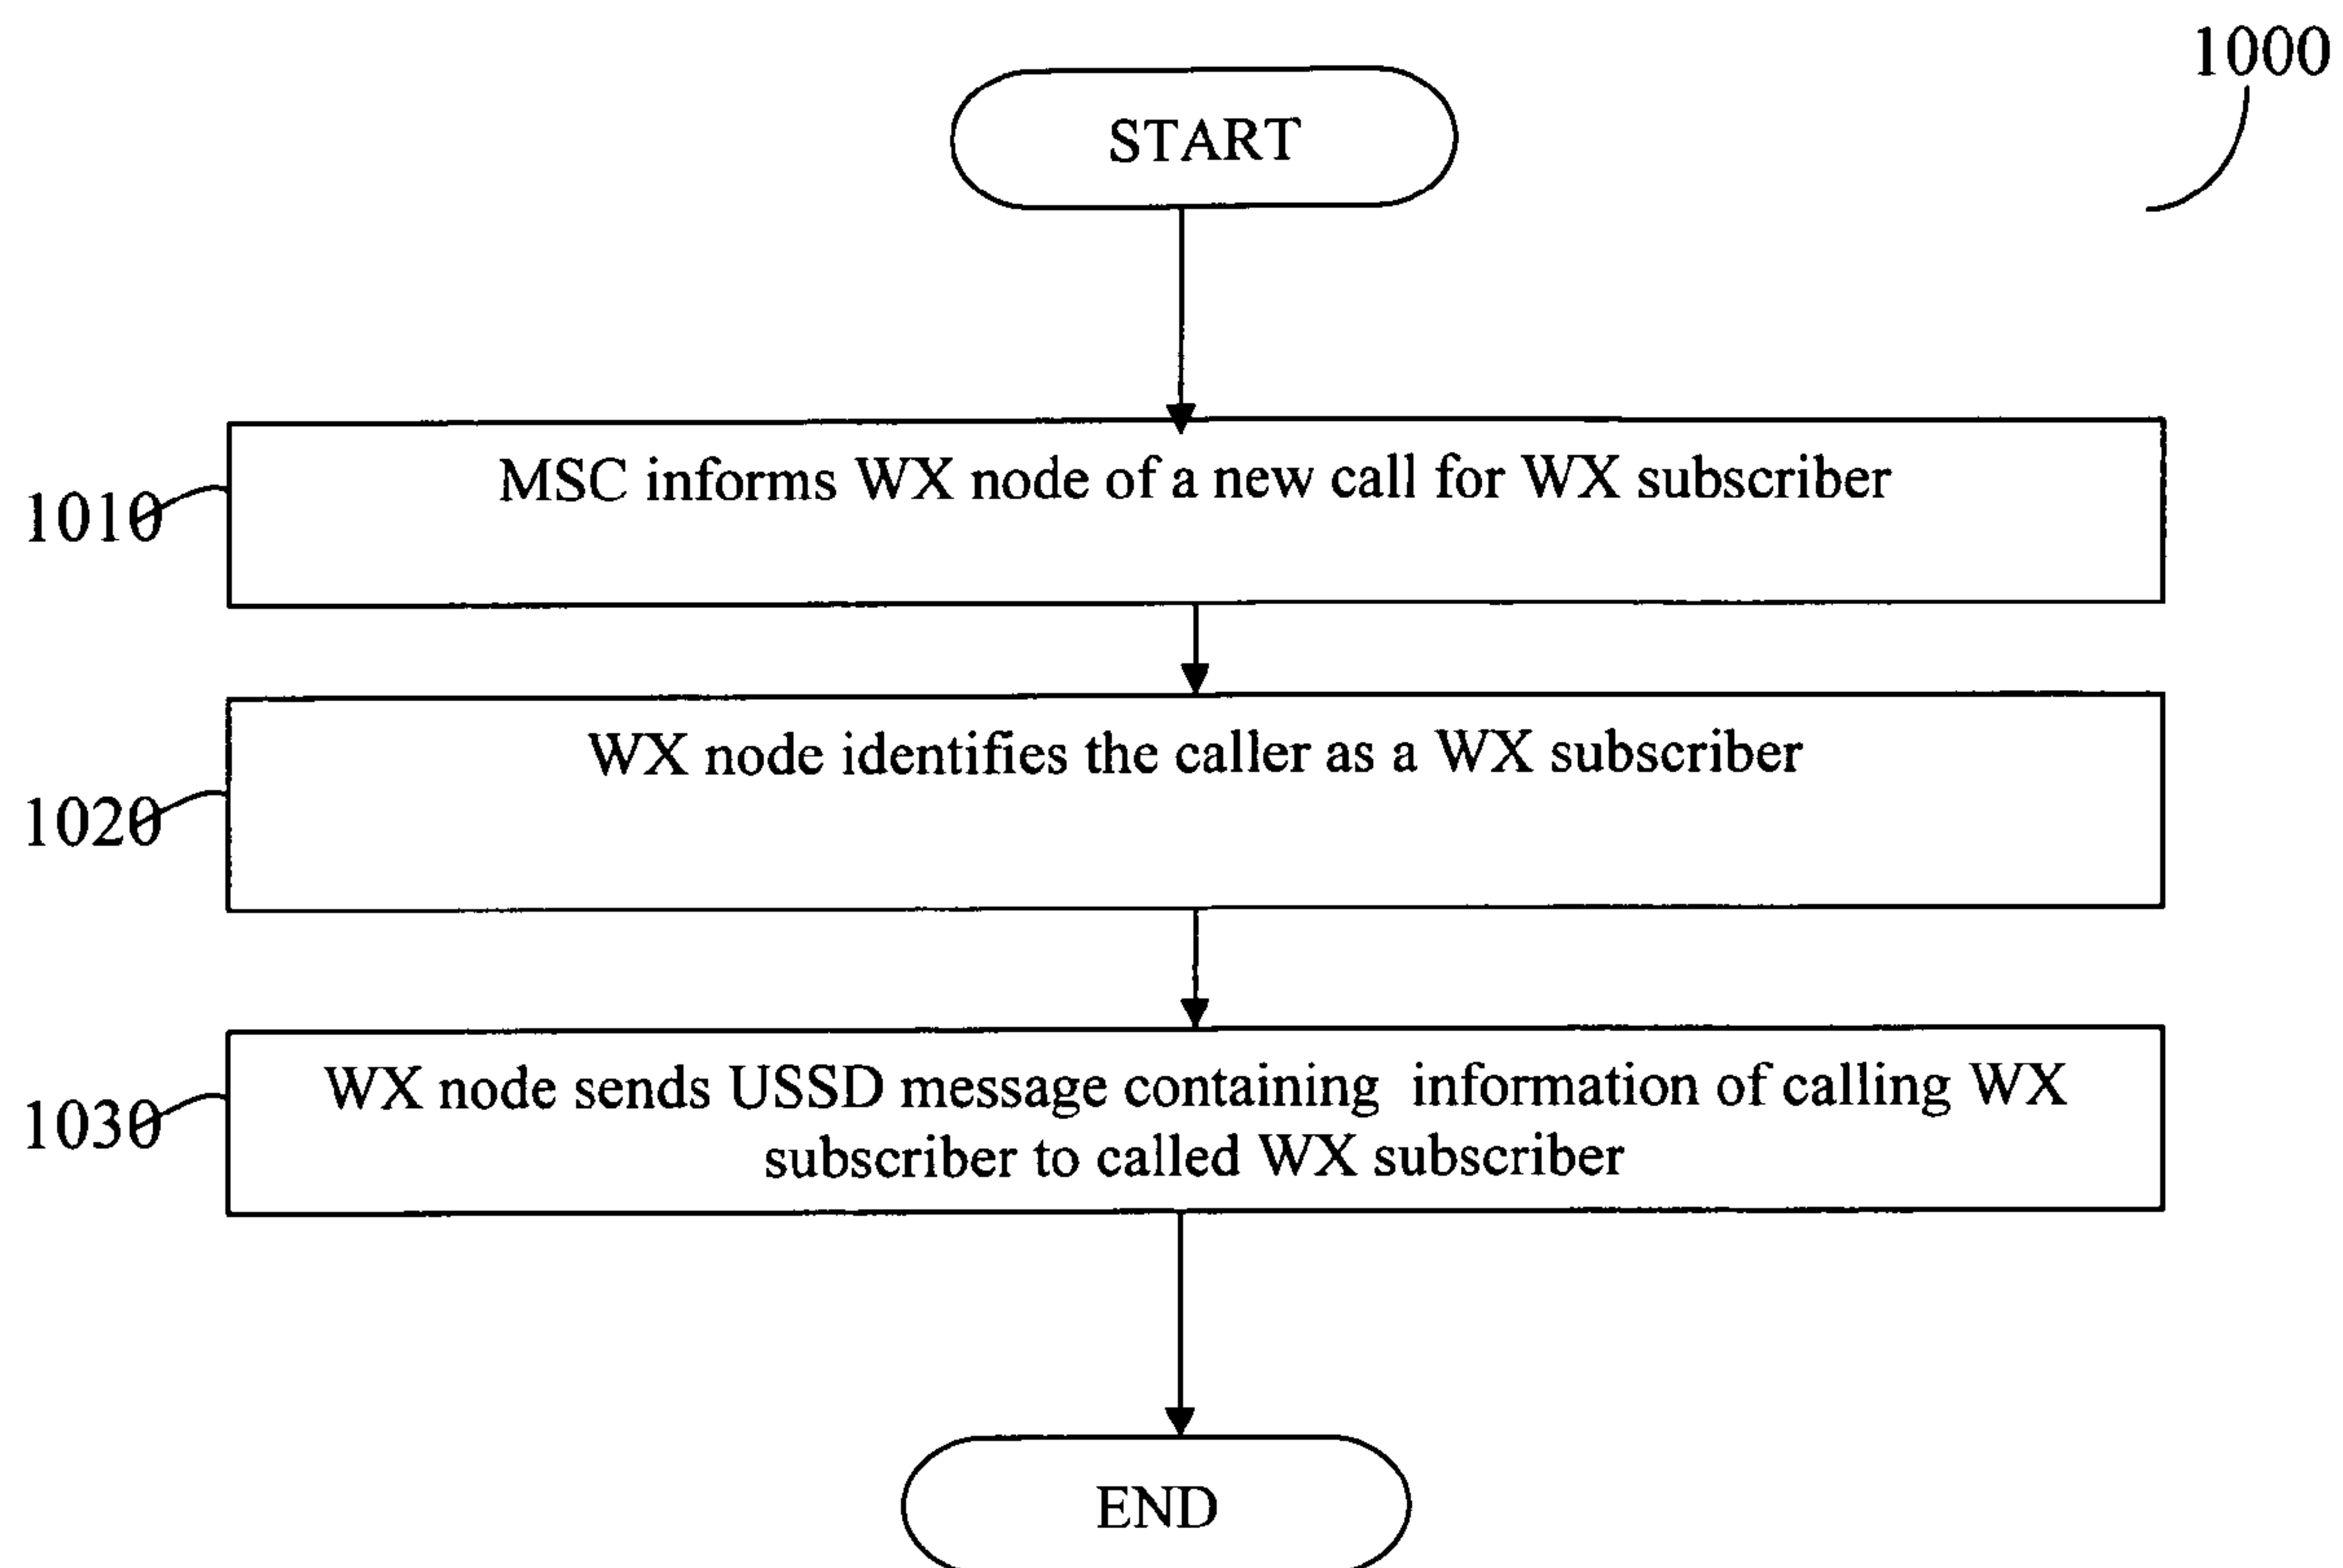 1000
START
MSC informs WX node of a new call for WX subscriber
1010
WX node identifies the caller as a WX subscriber
1020
WX node sends USSD message containing information of calling WX
subscriber to called WX subscriber
1030
END